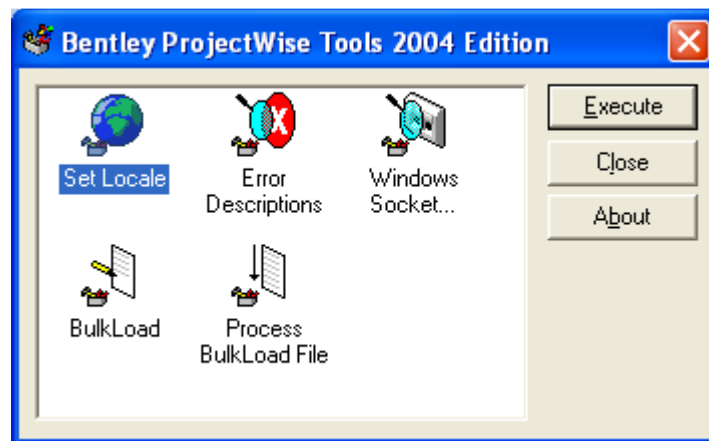 Bentley ProjectWise Tools 2004 Edition
Set Locale
Error
Descriptions
Windows
Socket...
BulkLoad
Process
BulkLoad File
Execute
Close
About